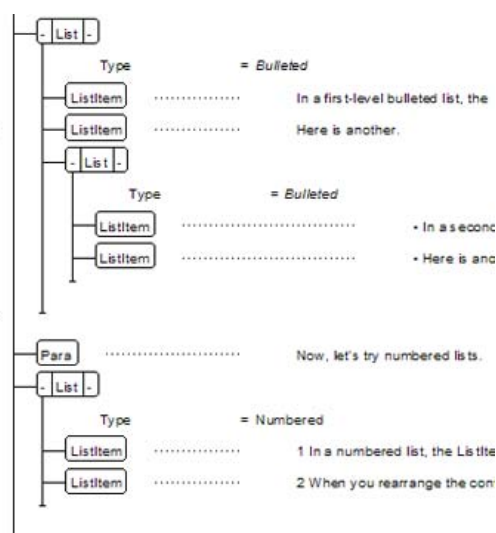 - List -
Type = Bulleted
ListItem In a first-level bulleted list, the
ListItem Here is another.
- List -
Type = Bulleted
ListItem • In a second
ListItem • Here is ano
Para Now, let's try numbered lists.
- List -
Type = Numbered
ListItem 1 In a numbered list, the ListIte
ListItem 2 When you rearrange the con